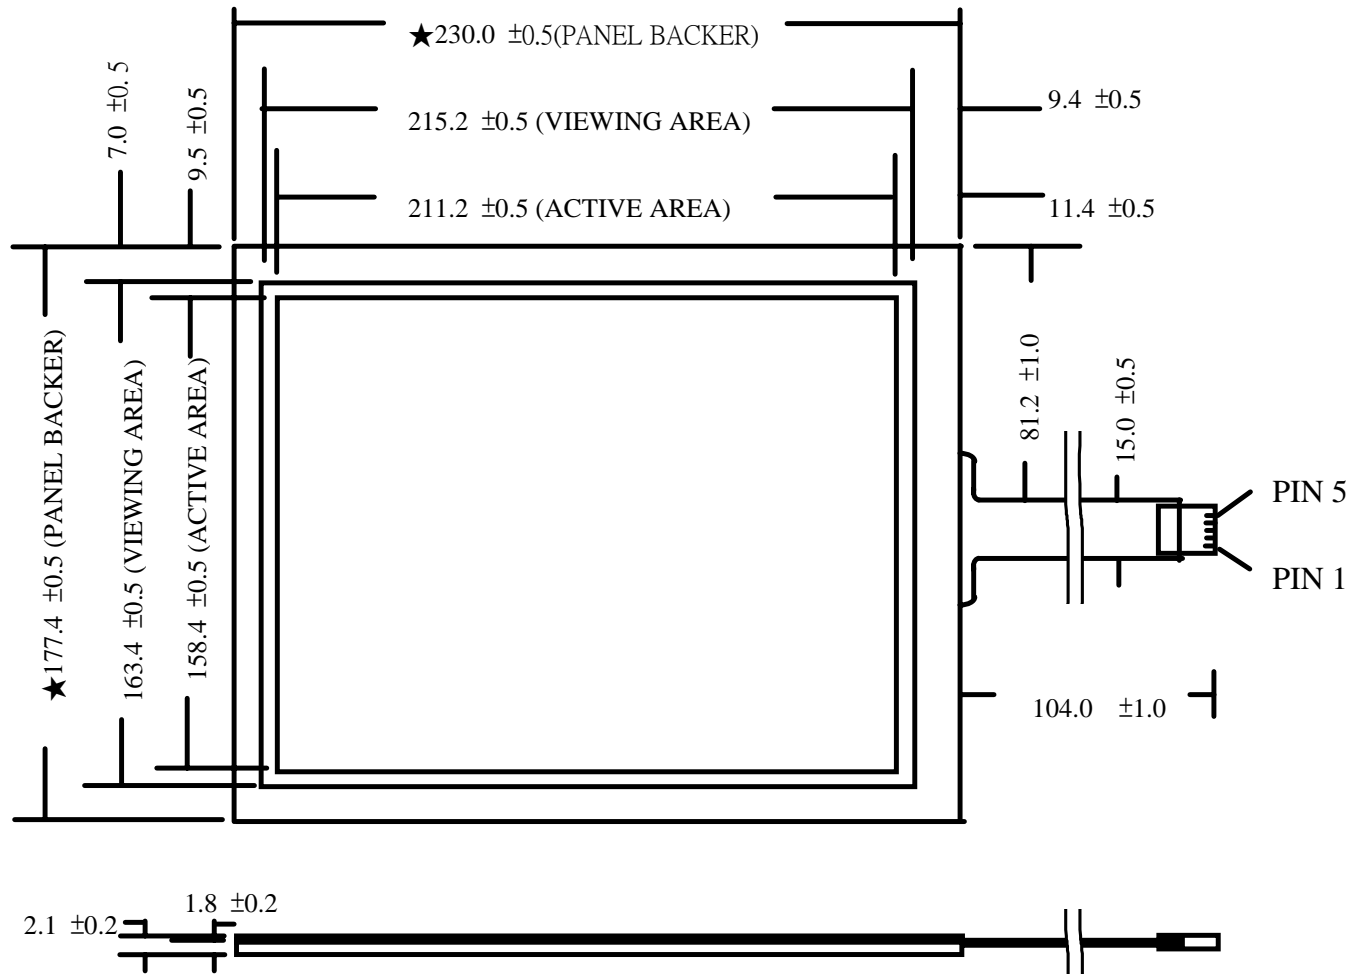 ★230.0 ±0.5(PANEL BACKER)
7.0 ±0.5
9.5 ±0.5
215.2 ±0.5 (VIEWING AREA)
9.4 ±0.5
211.2 ±0.5 (ACTIVE AREA)
11.4 ±0.5
★177.4 ±0.5 (PANEL BACKER)
163.4 ±0.5 (VIEWING AREA)
158.4 ±0.5 (ACTIVE AREA)
81.2 ±1.0
15.0 ±0.5
PIN 5
PIN 1
104.0 ±1.0
1.8 ±0.2
2.1 ±0.2